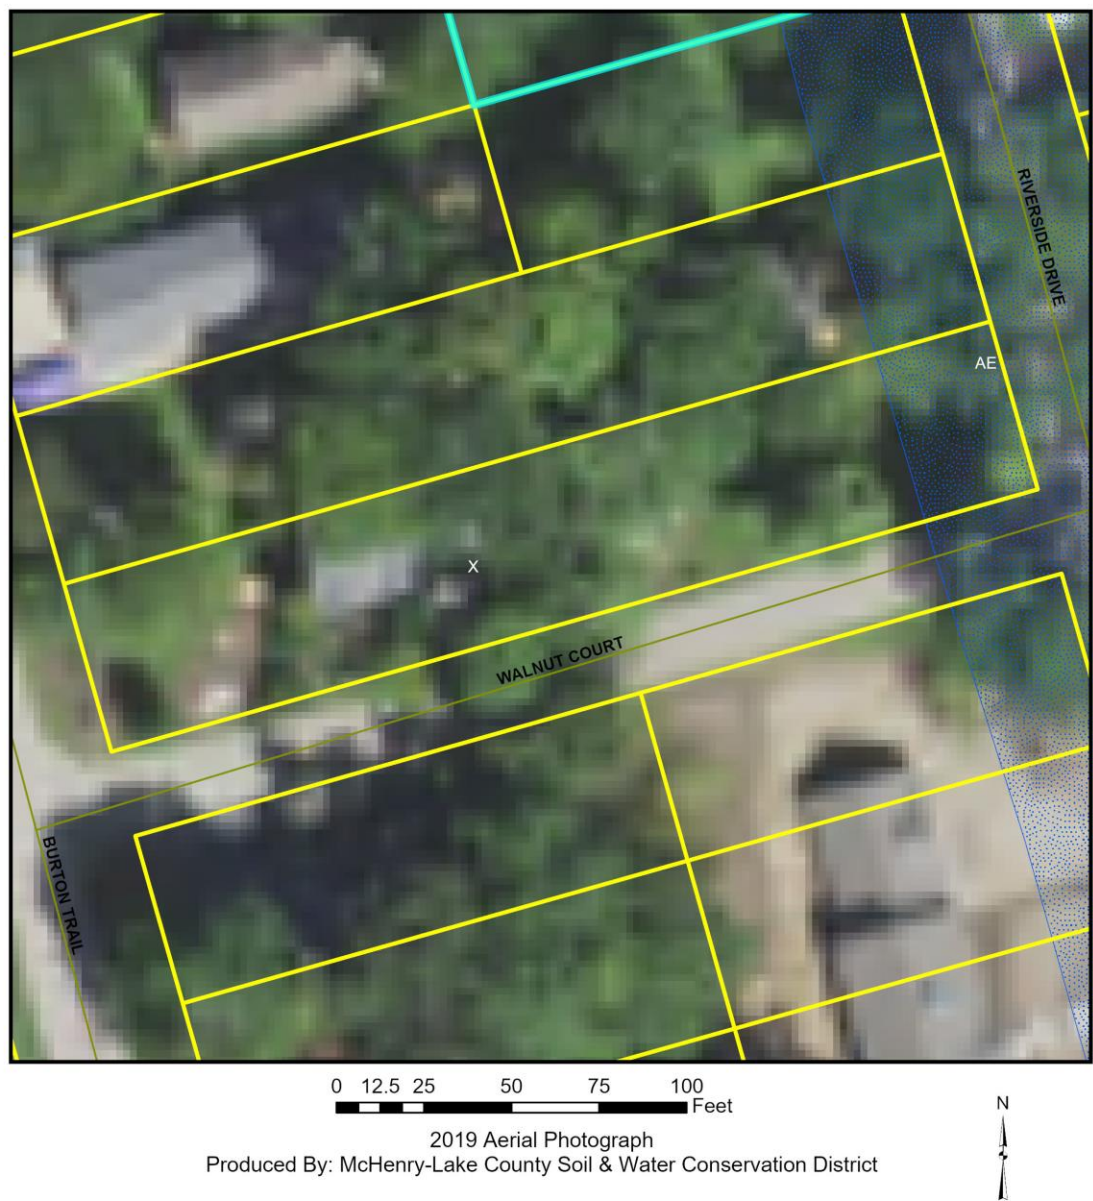 RIVERSIDE DRIVE
AE
X
WALNUT COURT
BURTON TRAIL
0 12.5 25 50 75 100
Feet
N
2019 Aerial Photograph
Produced By: McHenry-Lake County Soil & Water Conservation District